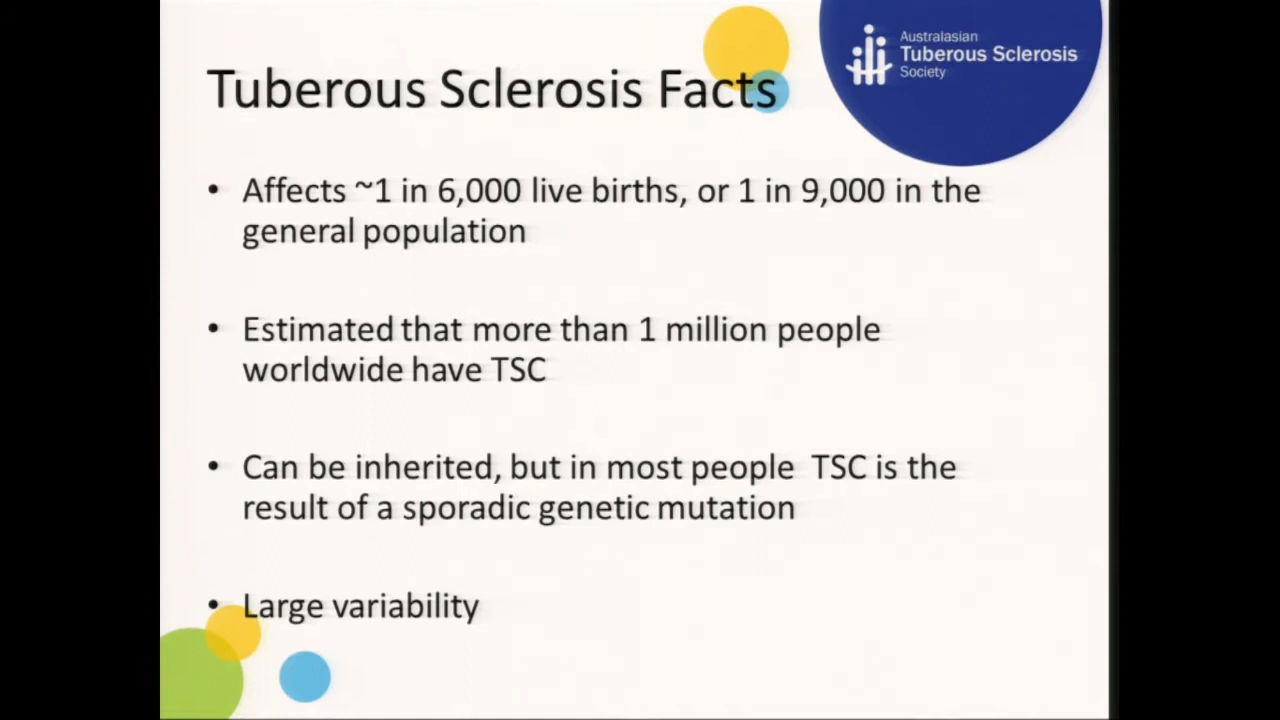 Australasian
Tuberous Sclerosis
Society
Tuberous Sclerosis Facts
• Affects ~1 in 6,000 live births, or 1 in 9,000 in the
general population
• Estimated that more than 1 million people
worldwide have TSC
• Can be inherited, but in most people TSC is the
result of a sporadic genetic mutation
• Large variability